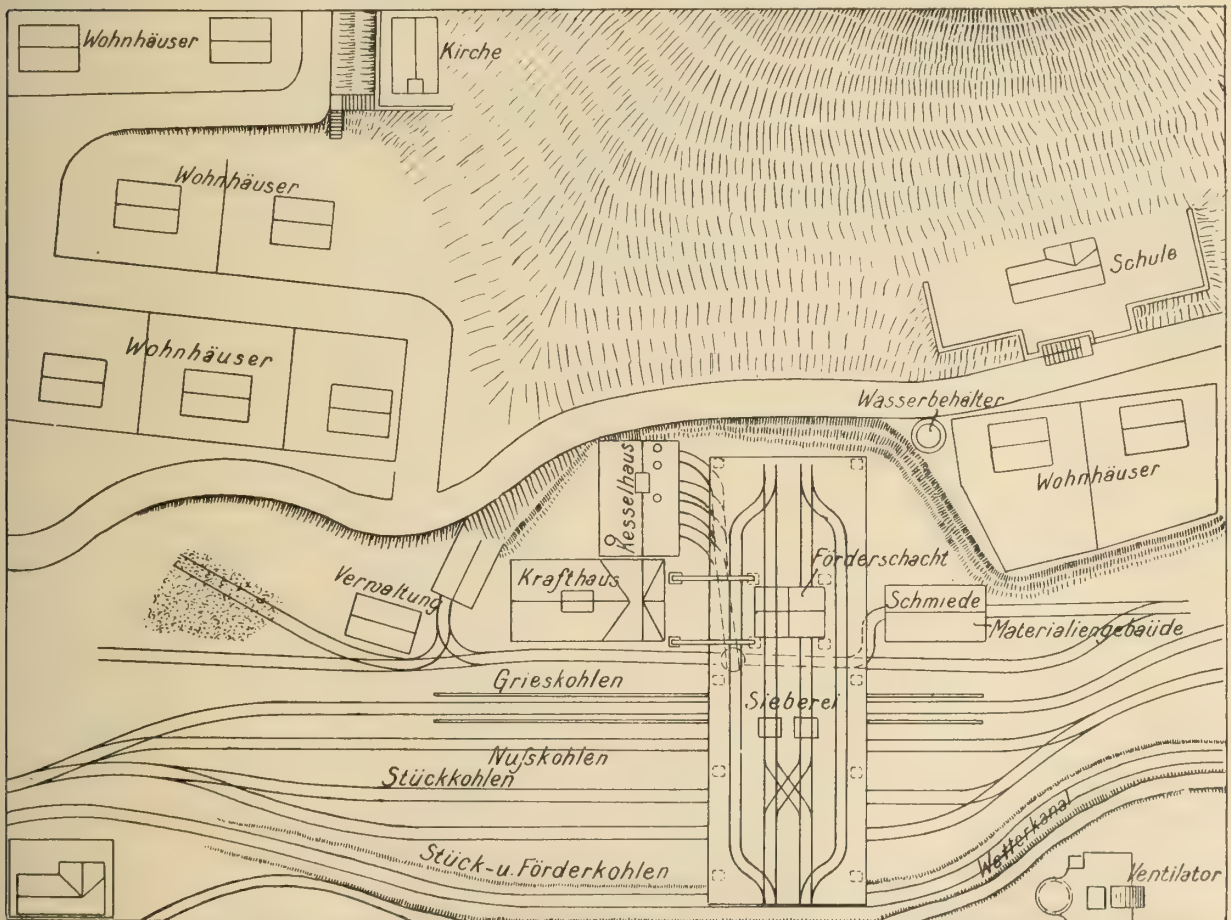 Wohnhäuser
Kirche
Wohnhäuser
Schule
Wohnhäuser
Wasserbehälter
Wohnhäuser
Kesselhaus
Förderschacht
Verwaltung
Krafthaus
Schmiede
Materialiengebaüde
Grieskohlen
Sieberei
Nußkohlen
Stückkohlen
Stück-u. Förderkohlen
Wetterkanal
Ventilator